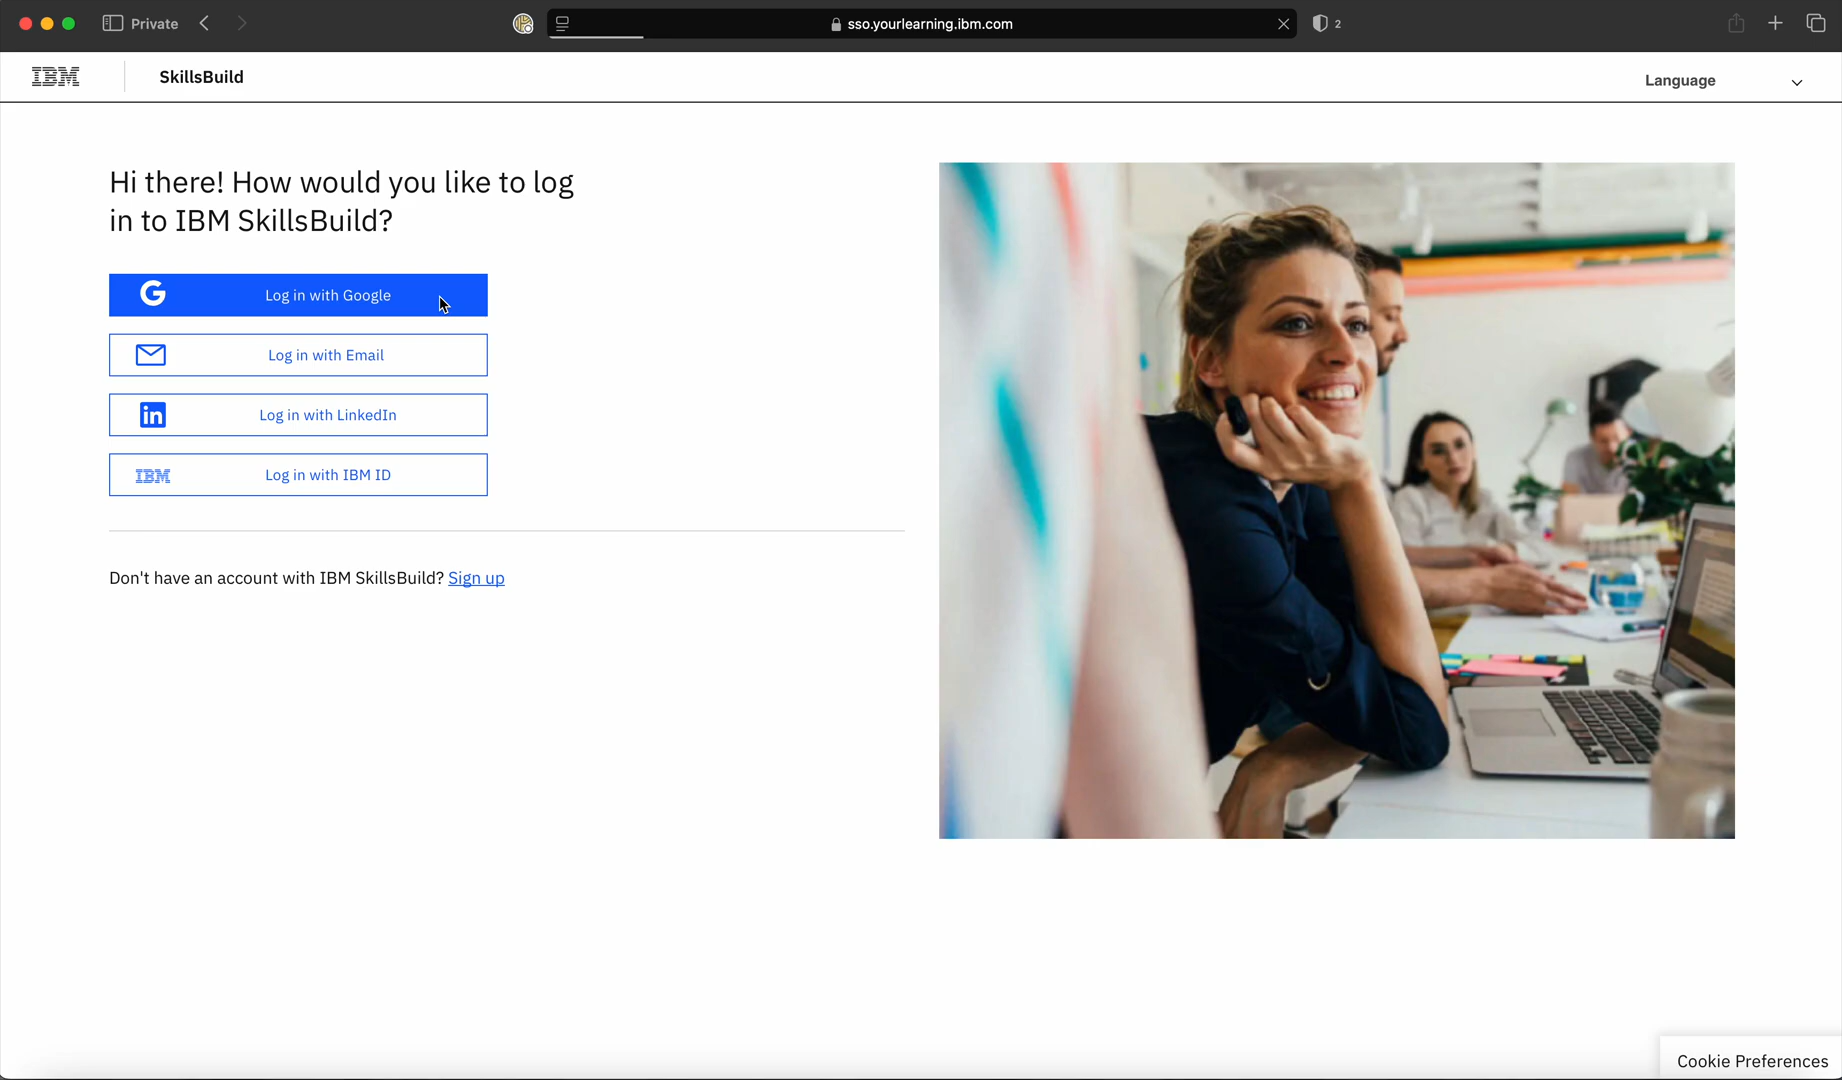 Private
sso.yourlearning.ibm.com
2
IBM
SkillsBuild
Language
Hi there! How would you like to log
in to IBM SkillsBuild?
Log in with Google
Log in with Email
in
Log in with LinkedIn
IBM
Log in with IBM ID
Don't have an account with IBM SkillsBuild? Sign up
Cookie Preferences